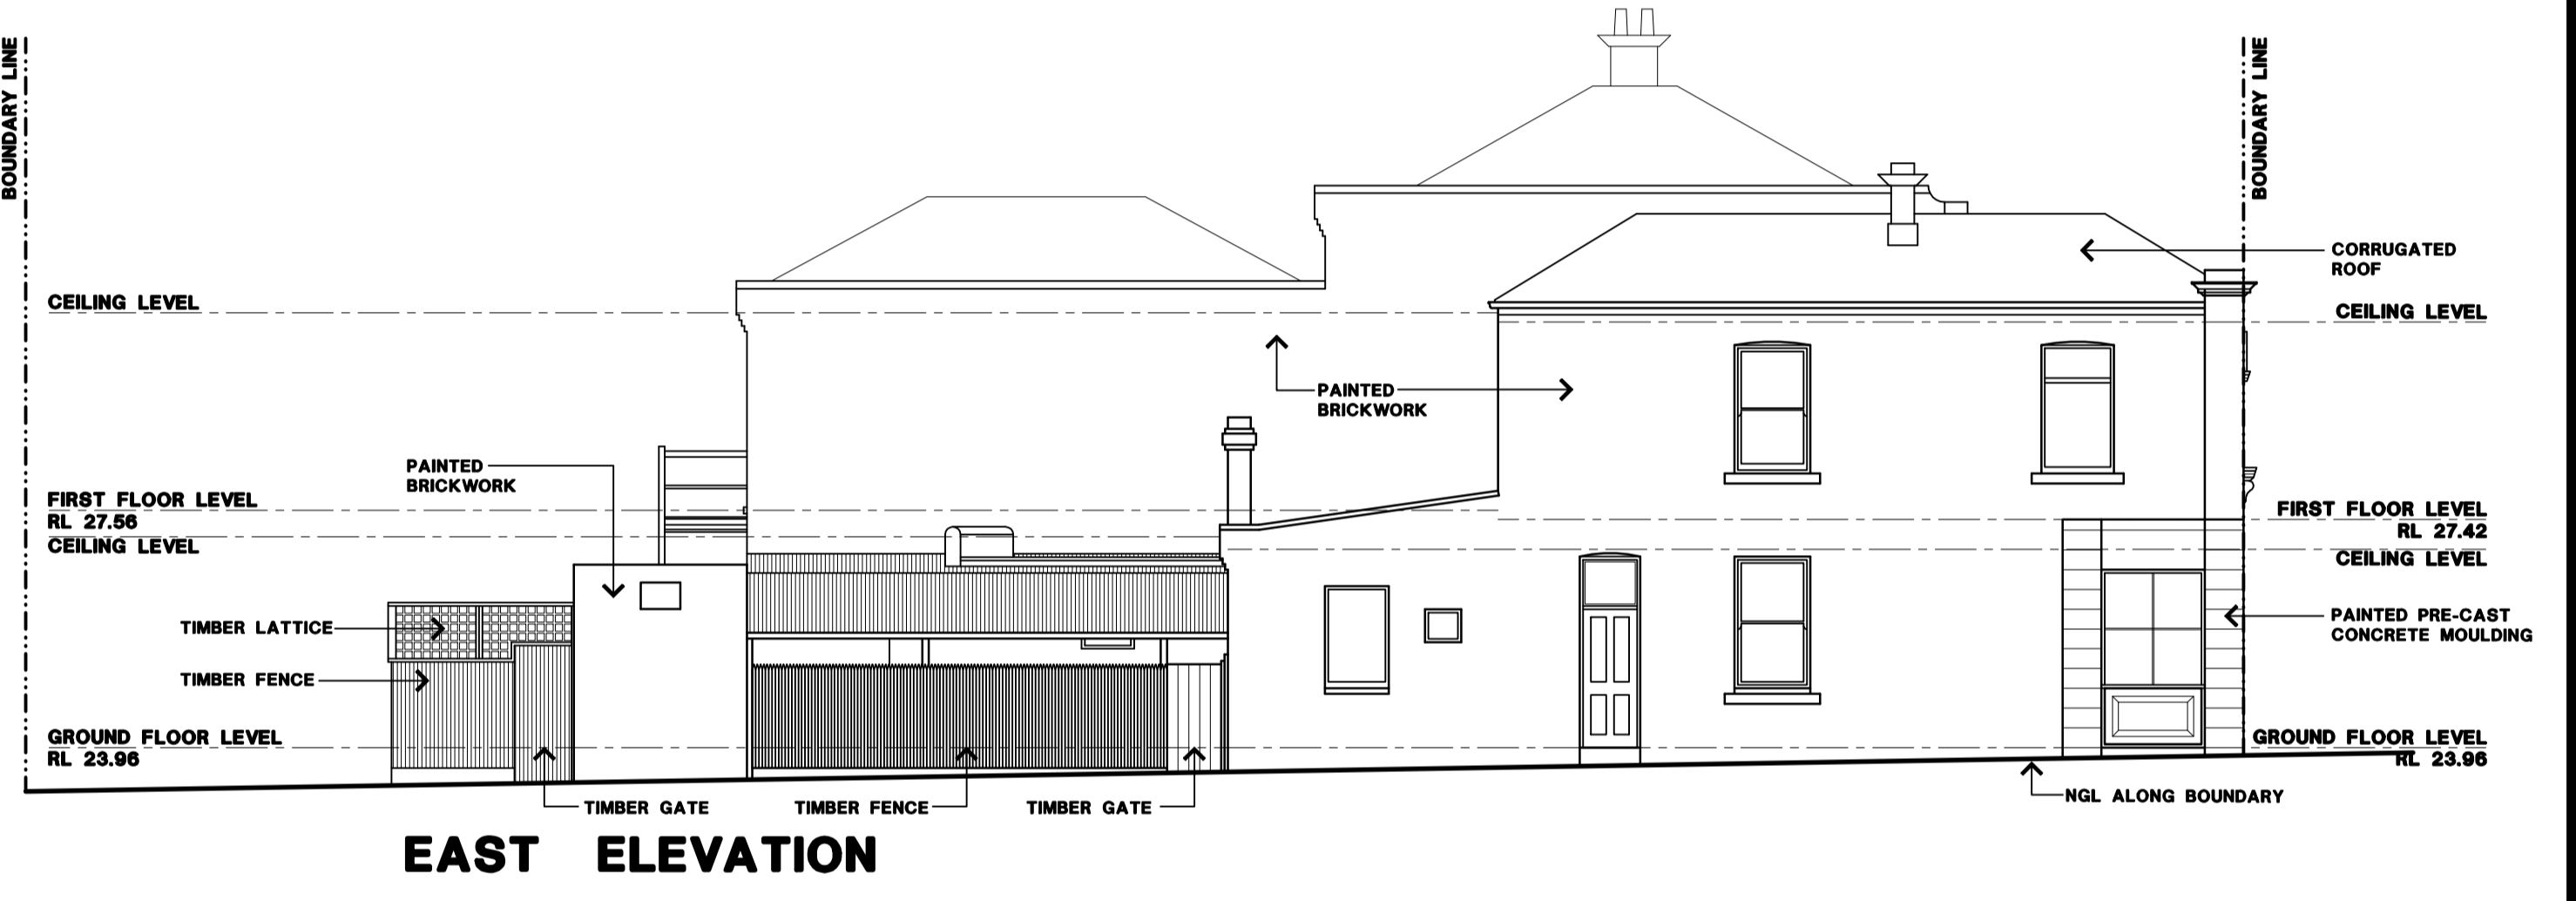 BOUNDARY LINE
BOUNDARY LINE
CORRUGATED
ROOF
CEILING LEVEL
CEILING LEVEL
PAINTED
BRICKWORK
PAINTED
BRICKWORK
FIRST FLOOR LEVEL
RL 27.56
CEILING LEVEL
FIRST FLOOR LEVEL
RL 27.42
CEILING LEVEL
TIMBER LATTICE
PAINTED PRE-CAST
CONCRETE MOULDING
TIMBER FENCE
GROUND FLOOR LEVEL
RL 23.96
GROUND FLOOR LEVEL
RL 23.96
TIMBER GATE
TIMBER FENCE
TIMBER GATE
NGL ALONG BOUNDARY
EAST ELEVATION